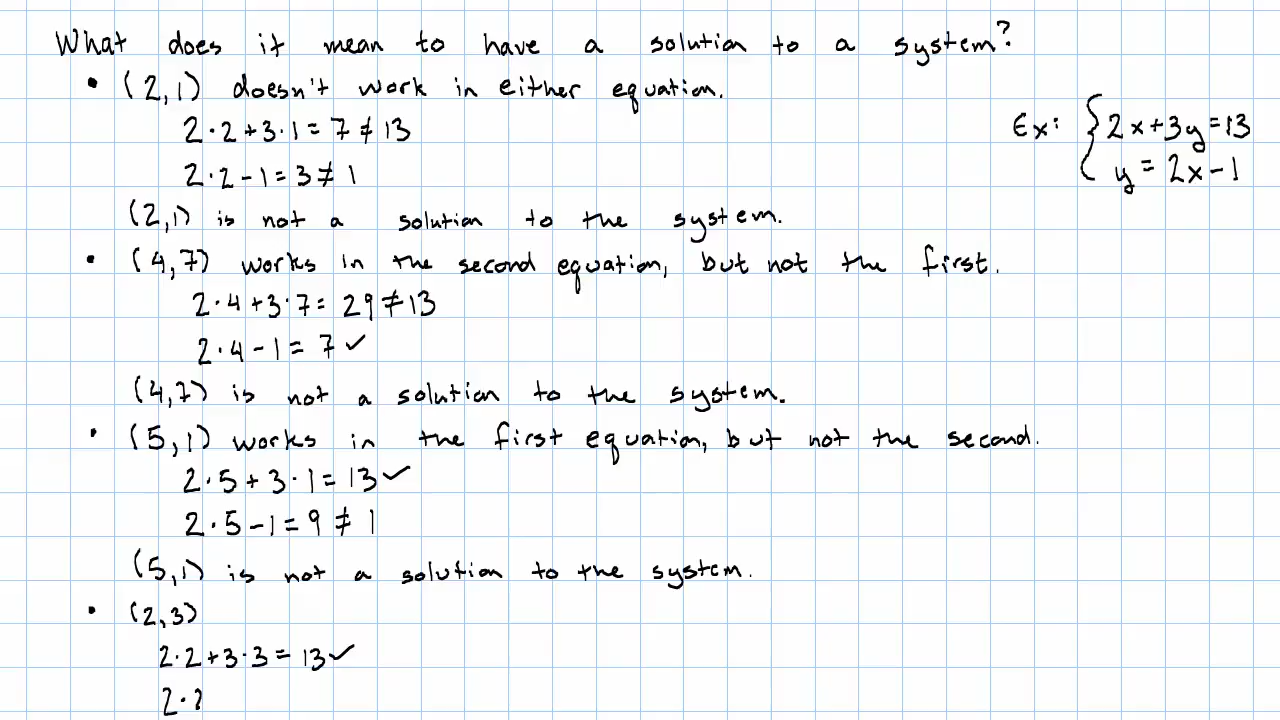 What does it mean to have a solution to a system?
• (2,1) doesn't work in either equation.
2·2+3·1=7≠13
2·2-1=3≠1
(2,1) is not a solution to the system.
• (4,7) works in the second equation, but not the first.
2·4+3·7=29≠13
2·4-1=7✓
(4,7) is not a solution to the system.
• (5,1) works in the first equation, but not the second.
2·5+3·1=13✓
2·5-1=9≠1
(5,1) is not a solution to the system.
• (2,3)
2·2+3·3=13✓
2·2
Ex: { 2x+3y=13
y=2x-1